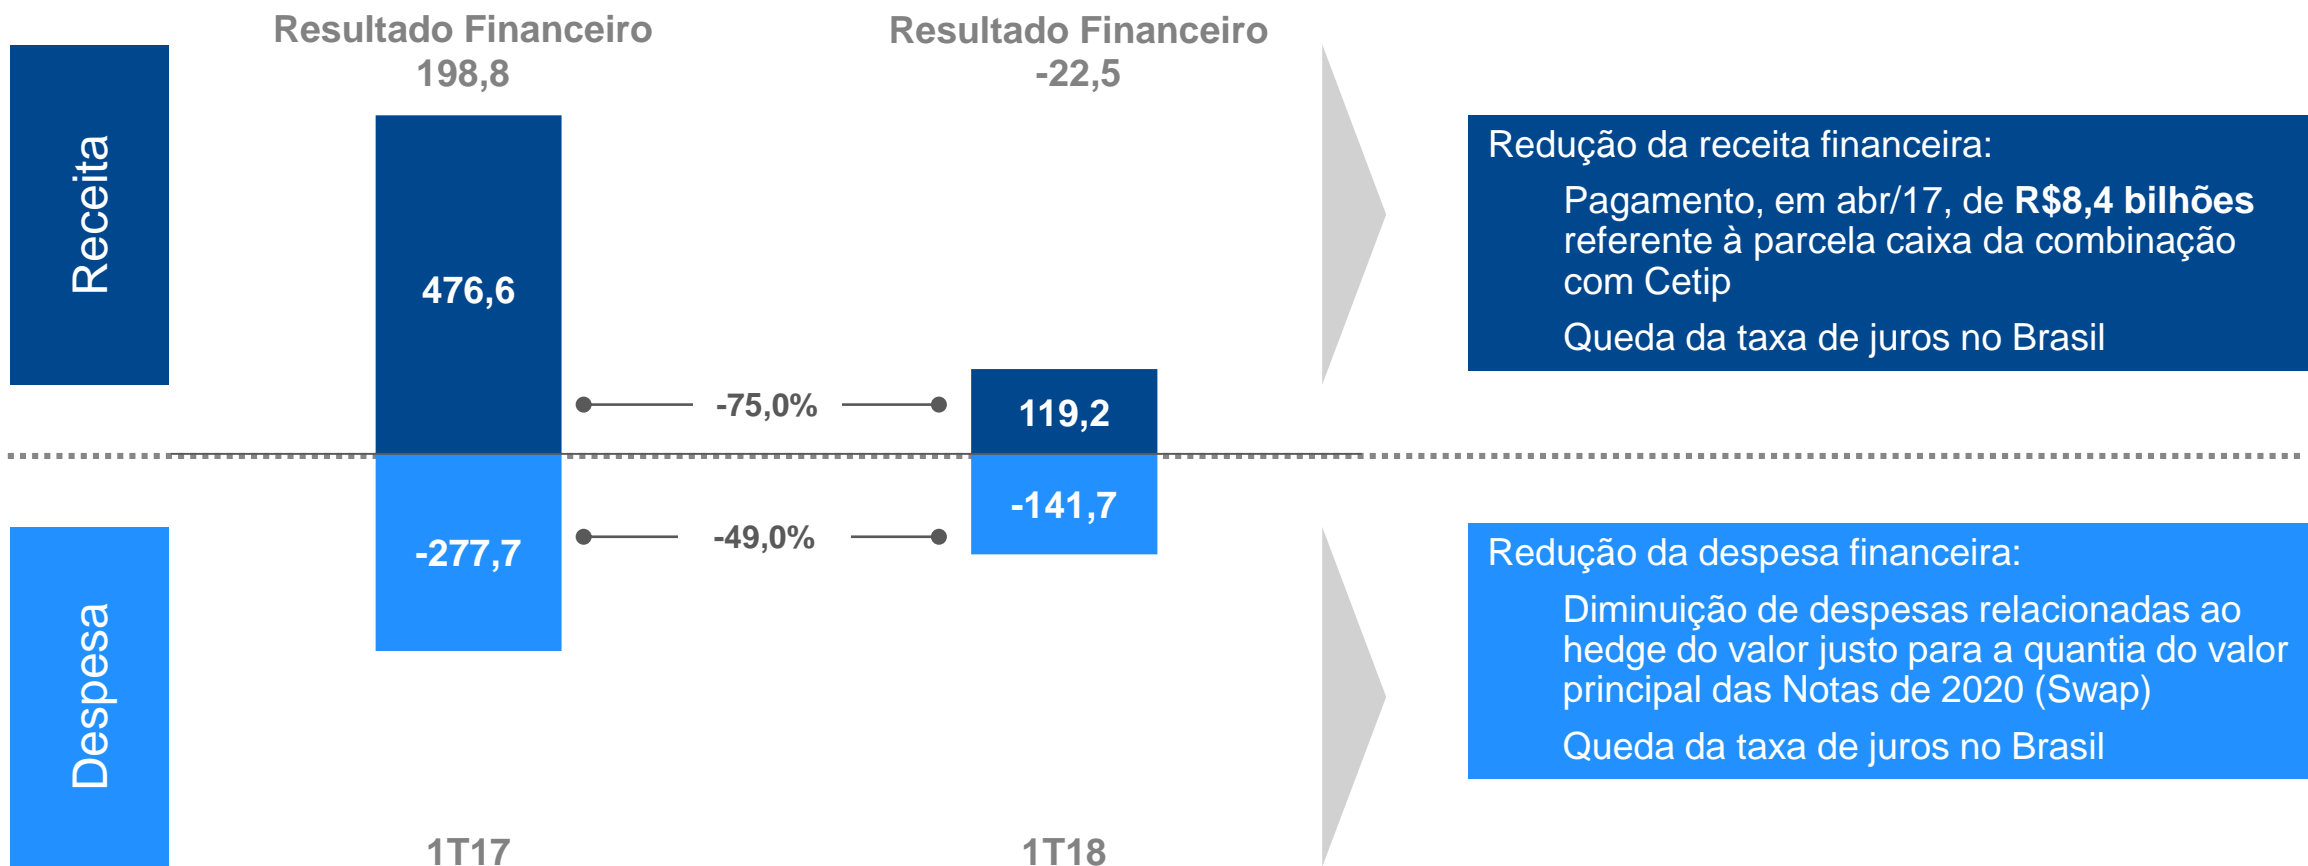 Resultado Financeiro
198,8
Resultado Financeiro
-22,5
Receita
476,6
-75,0%
119,2
Redução da receita financeira:
Pagamento, em abr/17, de R$8,4 bilhões
referente à parcela caixa da combinação
com Cetip
Queda da taxa de juros no Brasil
Despesa
-277,7
-49,0%
-141,7
Redução da despesa financeira:
Diminuição de despesas relacionadas ao
hedge do valor justo para a quantia do valor
principal das Notas de 2020 (Swap)
Queda da taxa de juros no Brasil
1T17
1T18